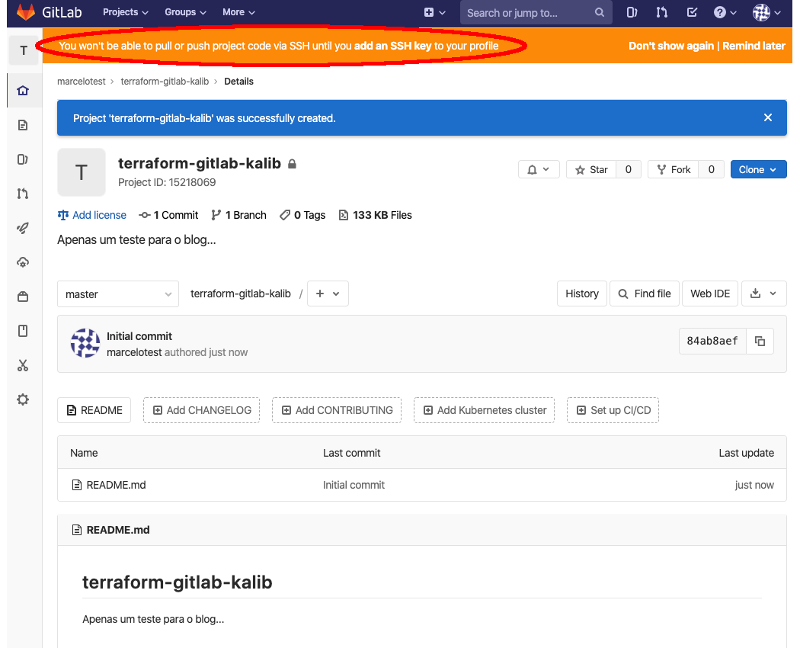 GitLab Projects Groups More Search or jump to...
T
You won't be able to pull or push project code via SSH until you add an SSH key to your profile Don't show again | Remind later
marcelotest › terraform-gitlab-kalib › Details
Project 'terraform-gitlab-kalib' was successfully created.
T
terraform-gitlab-kalib
Project ID: 15218069
Star 0 Fork 0 Clone
Add license 1 Commit 1 Branch 0 Tags 133 KB Files
Apenas um teste para o blog...
master terraform-gitlab-kalib / + History Find file Web IDE
Initial commit
marcelotest authored just now
84ab8aef
README Add CHANGELOG Add CONTRIBUTING Add Kubernetes cluster Set up CI/CD
Name Last commit Last update
README.md Initial commit just now
README.md
terraform-gitlab-kalib
Apenas um teste para o blog...